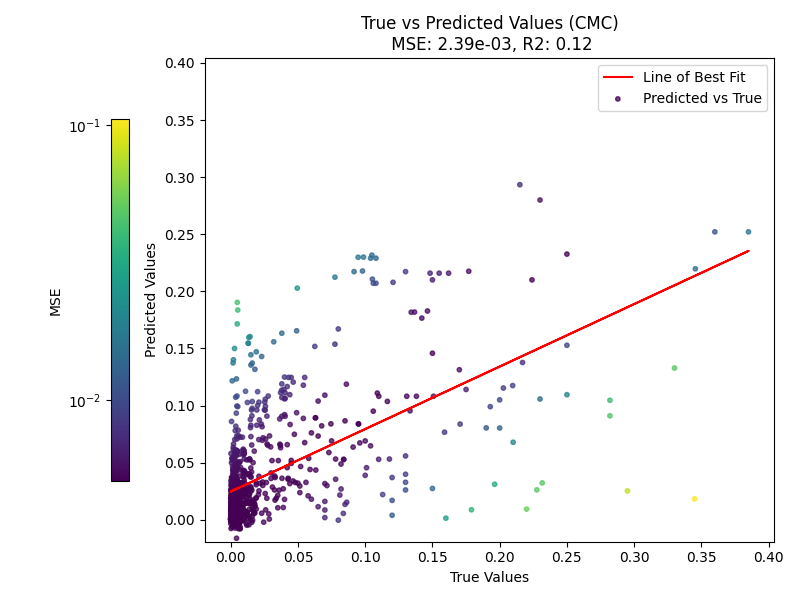 True vs Predicted Values (CMC)
MSE: 2.39e-03, R2: 0.12
Line of Best Fit
Predicted vs True
0.40
0.35
0.30
0.25
0.20
0.15
0.10
0.05
0.00
Predicted Values
0.00 0.05 0.10 0.15 0.20 0.25 0.30 0.35 0.40
True Values
10⁻¹
10⁻²
MSE